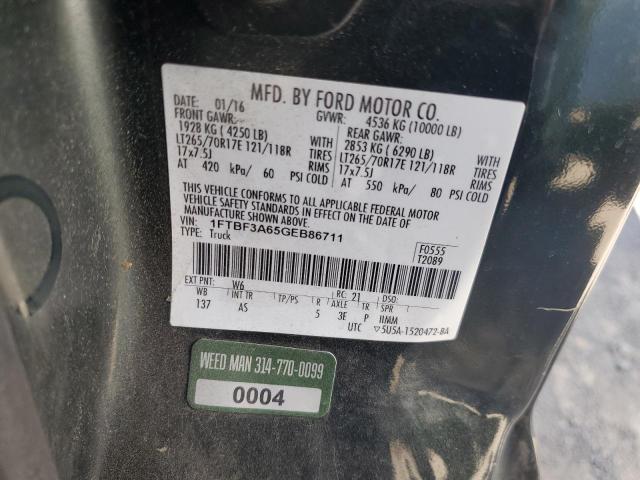 MFD. BY FORD MOTOR CO.
DATE: 01/16 GVWR: 4536 KG (10000 LB)
FRONT GAWR: REAR GAWR:
1928 KG (4250 LB) WITH 2853 KG (6290 LB) WITH
LT265/70R17E 121/118R TIRES LT265/70R17E 121/118R TIRES
17x7.5J RIMS 17x7.5J RIMS
AT 420 kPa/ 60 PSI COLD AT 550 kPa/ 80 PSI COLD
THIS VEHICLE CONFORMS TO ALL APPLICABLE FEDERAL MOTOR
VEHICLE SAFETY STANDARDS IN EFFECT ON THE DATE OF
MANUFACTURE SHOWN ABOVE.
VIN: 1FTBF3A65GEB86711
TYPE: Truck
F0555
T2089
EXT PNT: W6 RC: 21 DSO:
WB INT TR TP/PS R AXLE TR SPR
137 AS 5 3E P IIMM
UTC ▽5U5A-1520472-BA
WEED MAN 314-770-0099
0004